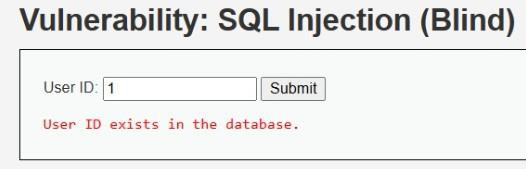 Vulnerability: SQL Injection (Blind)
User ID: 1 Submit
User ID exists in the database.